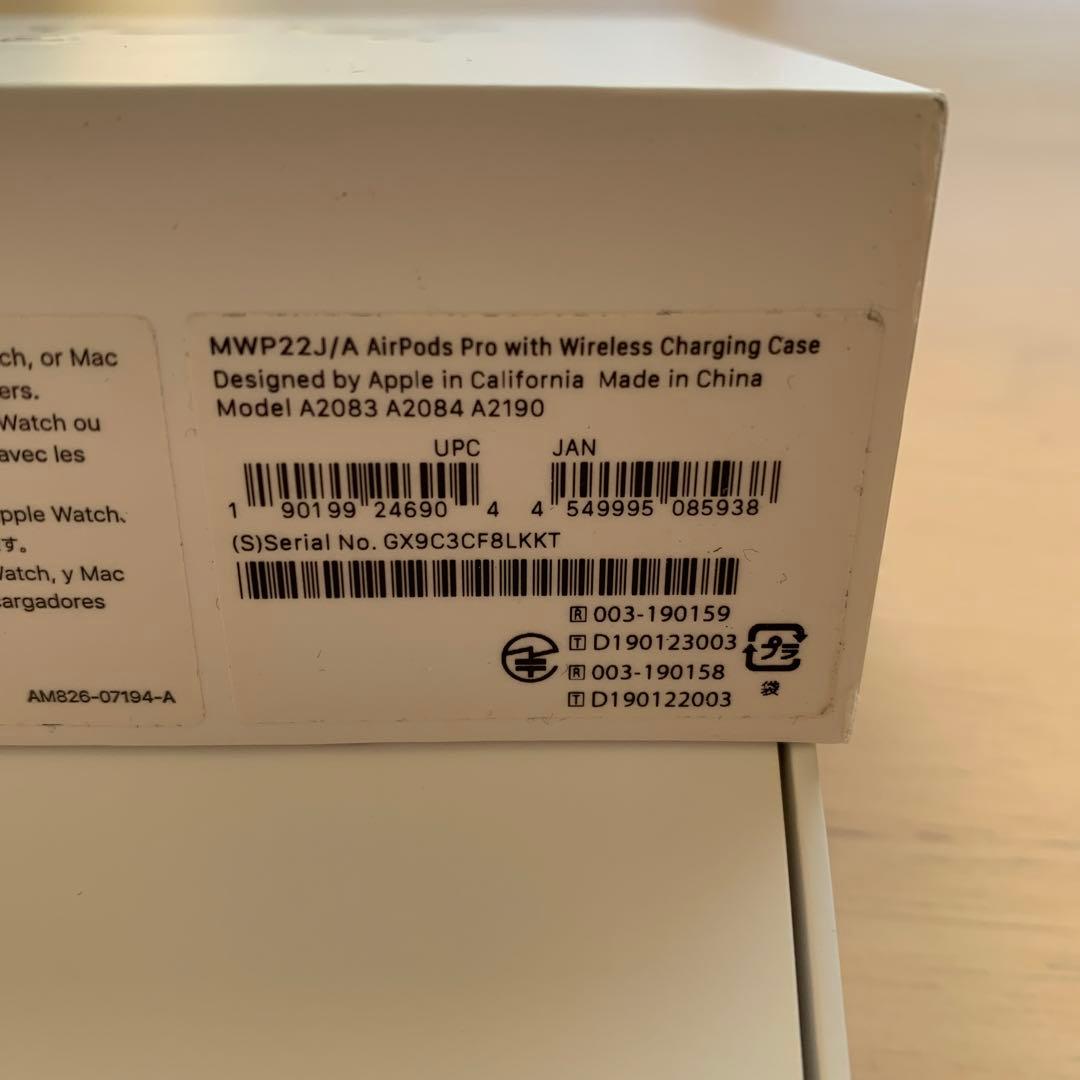 ch, or Mac
ers.
Watch ou
avec les
pple Watch、
す。
Watch, y Mac
cargadores
AM826-07194-A
MWP22J/A AirPods Pro with Wireless Charging Case
Designed by Apple in California Made in China
Model A2083 A2084 A2190
UPC JAN
1 90199 24690 4 4 549995 085938
(S)Serial No. GX9C3CF8LKKT
R 003-190159
T D190123003
R 003-190158
T D190122003
プラ
袋